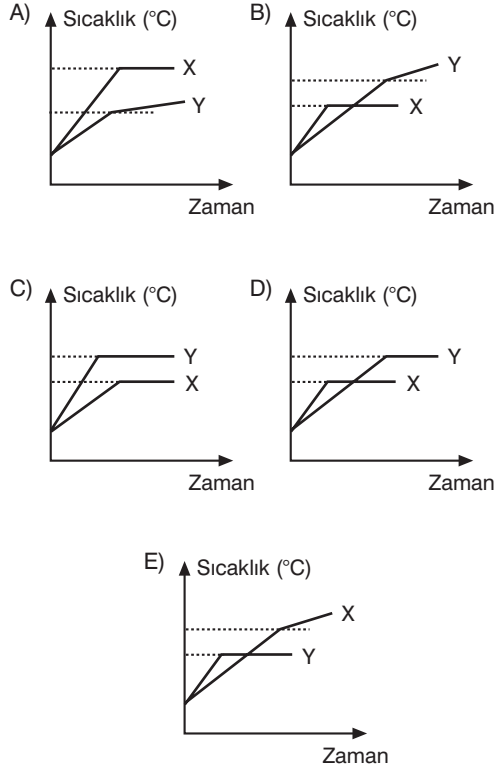 A) Sıcaklık (°C)
X
Y
Zaman
B) Sıcaklık (°C)
Y
X
Zaman
C) Sıcaklık (°C)
Y
X
Zaman
D) Sıcaklık (°C)
Y
X
Zaman
E) Sıcaklık (°C)
X
Y
Zaman